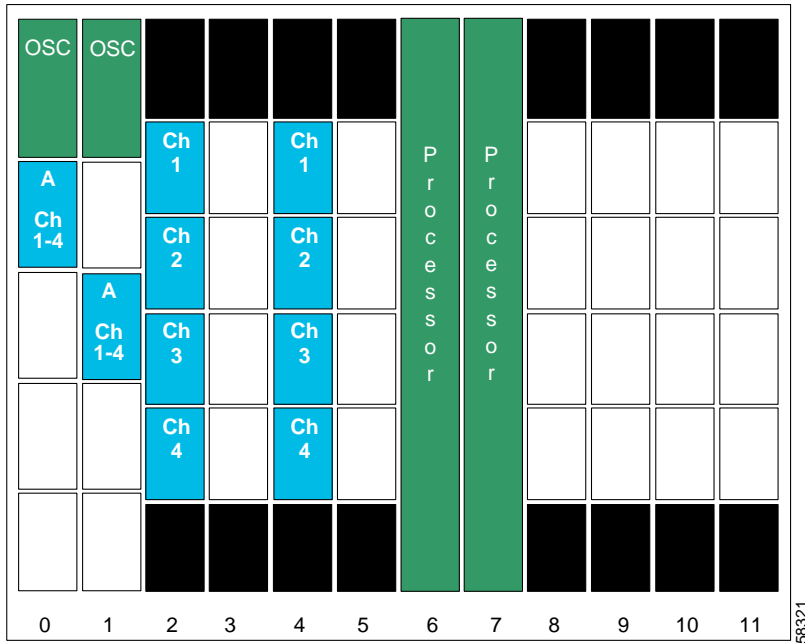 OSC OSC
A
Ch
1-4
A
Ch
1-4
Ch
1
Ch
2
Ch
3
Ch
4
Ch
1
Ch
2
Ch
3
Ch
4
Processor
Processor
0 1 2 3 4 5 6 7 8 9 10 11
58321